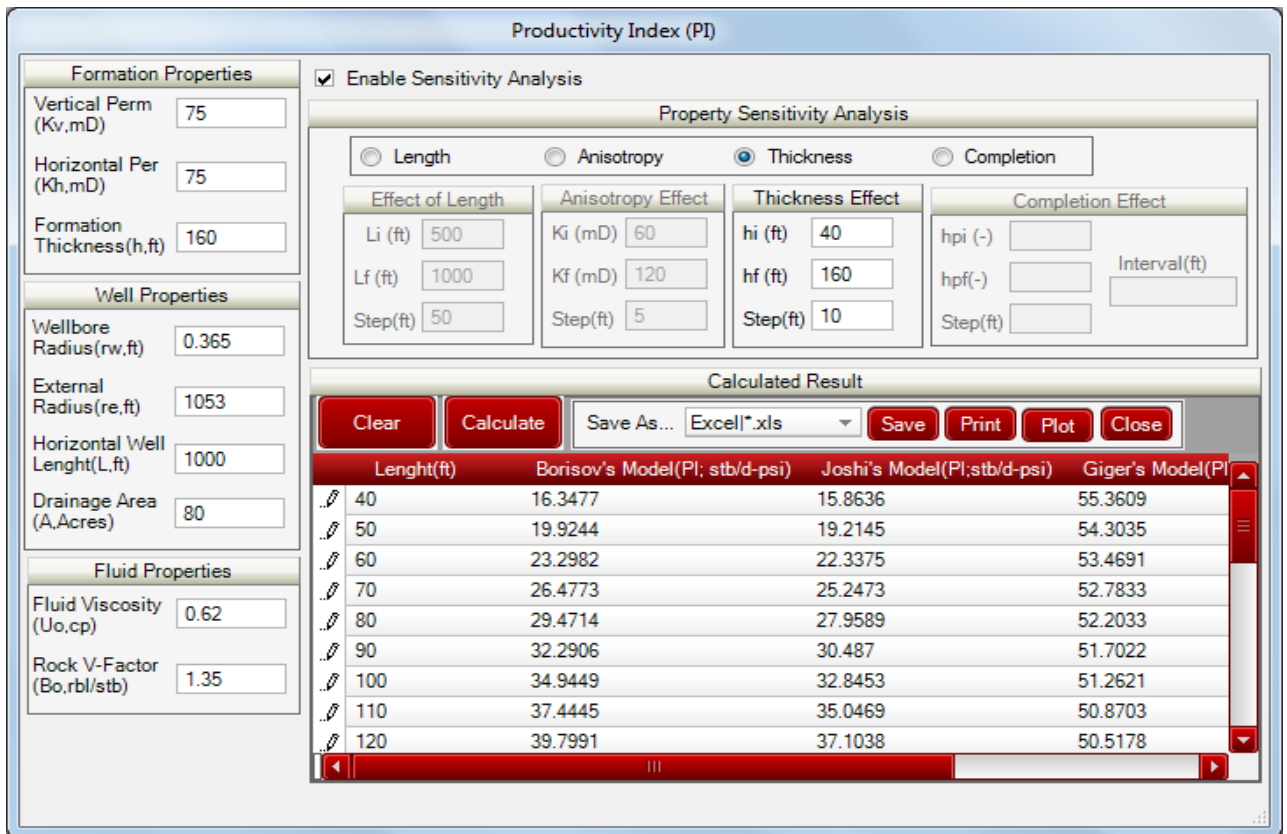 Productivity Index (PI)
Formation Properties
Vertical Perm
(Kv,mD)
75
Horizontal Per
(Kh,mD)
75
Formation
Thickness(h,ft)
160
Well Properties
Wellbore
Radius(rw,ft)
0.365
External
Radius(re,ft)
1053
Horizontal Well
Lenght(L,ft)
1000
Drainage Area
(A,Acres)
80
Fluid Properties
Fluid Viscosity
(Uo,cp)
0.62
Rock V-Factor
(Bo,rbl/stb)
1.35
Enable Sensitivity Analysis
Property Sensitivity Analysis
Length Anisotropy Thickness Completion
Effect of Length
Li (ft) 500
Lf (ft) 1000
Step(ft) 50
Anisotropy Effect
Ki (mD) 60
Kf (mD) 120
Step(ft) 5
Thickness Effect
hi (ft) 40
hf (ft) 160
Step(ft) 10
Completion Effect
hpi (-)
hpf(-)
Step(ft)
Interval(ft)
Calculated Result
Clear Calculate Save As... Excel|*.xls Save Print Plot Close
Lenght(ft) Borisov's Model(PI; stb/d-psi) Joshi's Model(PI;stb/d-psi) Giger's Model(PI
40 16.3477 15.8636 55.3609
50 19.9244 19.2145 54.3035
60 23.2982 22.3375 53.4691
70 26.4773 25.2473 52.7833
80 29.4714 27.9589 52.2033
90 32.2906 30.487 51.7022
100 34.9449 32.8453 51.2621
110 37.4445 35.0469 50.8703
120 39.7991 37.1038 50.5178